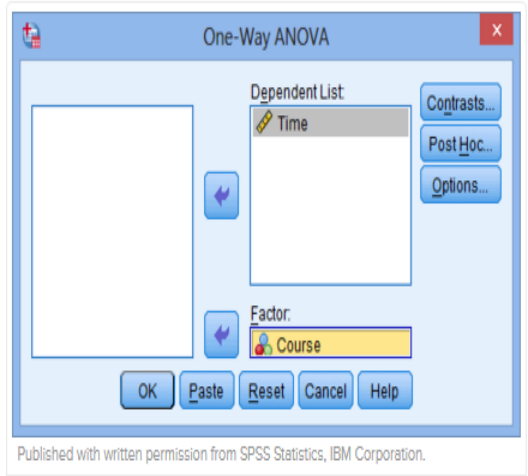 One-Way ANOVA
x
Dependent List:
Time
Contrasts...
Post Hoc...
Options...
Factor:
Course
OK
Paste
Reset
Cancel
Help
Published with written permission from SPSS Statistics, IBM Corporation.